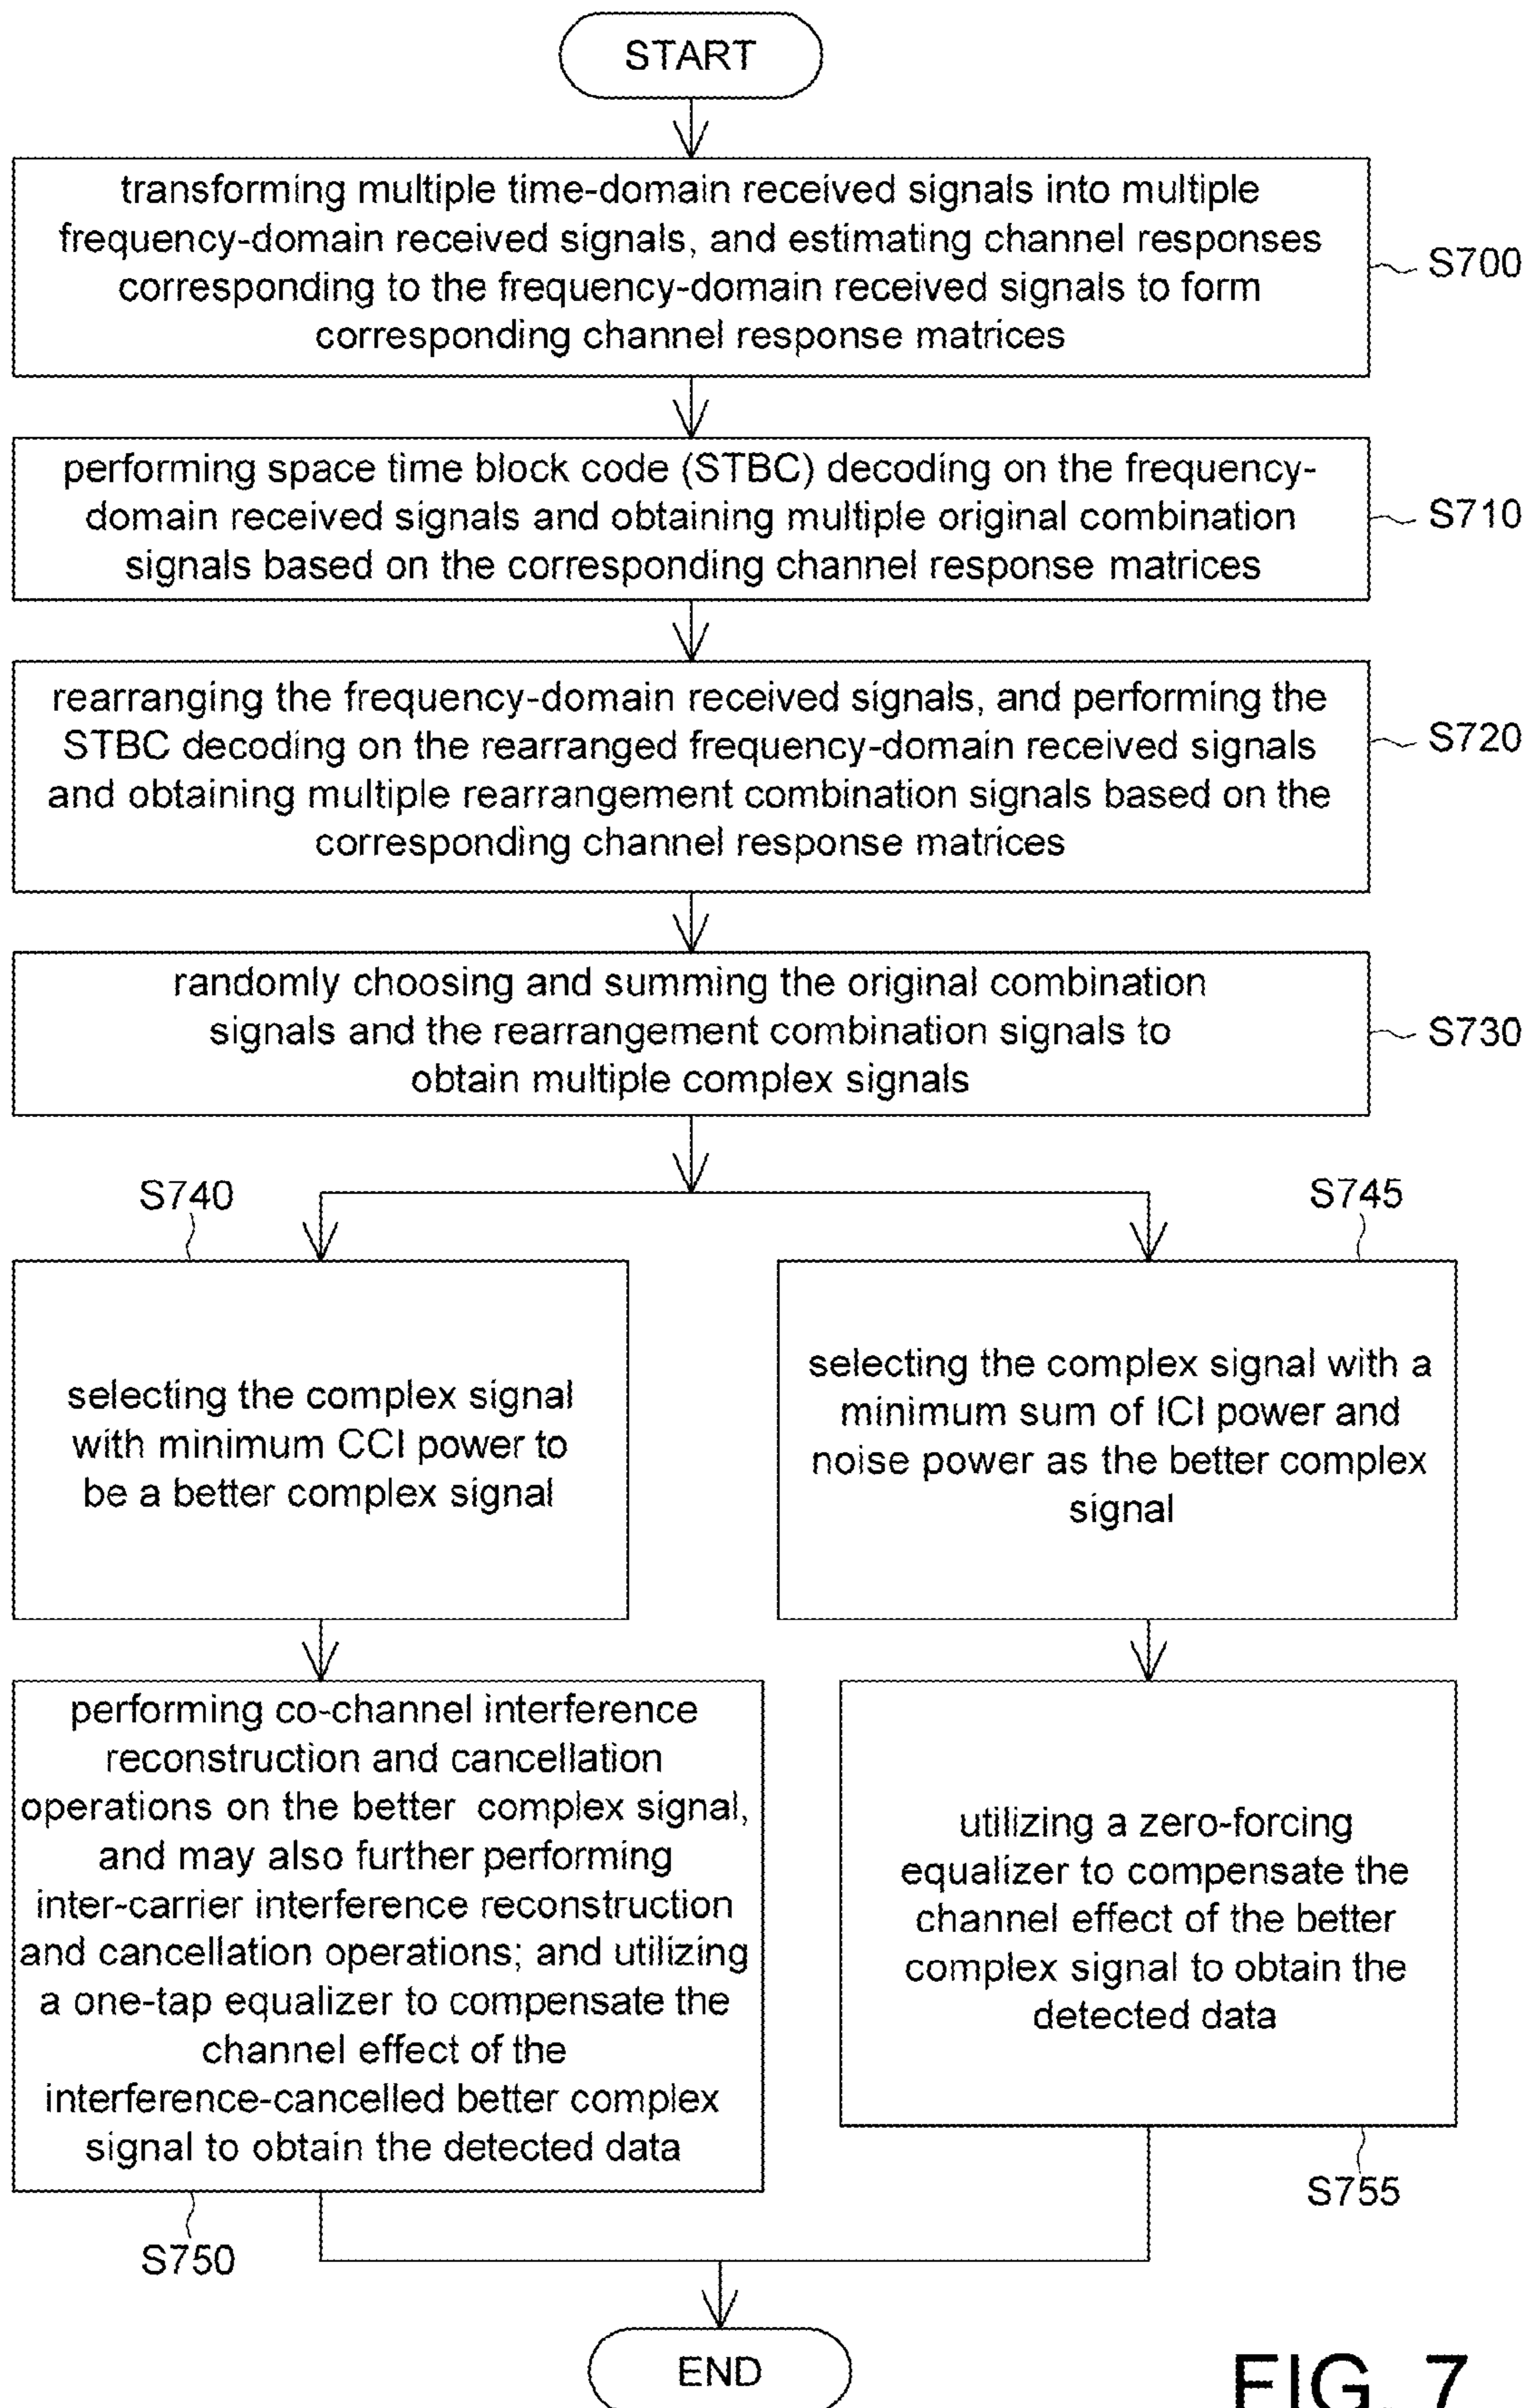 START
transforming multiple time-domain received signals into multiple
frequency-domain received signals, and estimating channel responses
corresponding to the frequency-domain received signals to form
corresponding channel response matrices
S700
performing space time block code (STBC) decoding on the frequency-
domain received signals and obtaining multiple original combination
signals based on the corresponding channel response matrices
S710
rearranging the frequency-domain received signals, and performing the
STBC decoding on the rearranged frequency-domain received signals
and obtaining multiple rearrangement combination signals based on the
corresponding channel response matrices
S720
randomly choosing and summing the original combination
signals and the rearrangement combination signals to
obtain multiple complex signals
S730
S740
selecting the complex signal
with minimum CCI power to
be a better complex signal
S745
selecting the complex signal with a
minimum sum of ICI power and
noise power as the better complex
signal
performing co-channel interference
reconstruction and cancellation
operations on the better complex signal,
and may also further performing
inter-carrier interference reconstruction
and cancellation operations; and utilizing
a one-tap equalizer to compensate the
channel effect of the
interference-cancelled better complex
signal to obtain the detected data
S750
utilizing a zero-forcing
equalizer to compensate the
channel effect of the better
complex signal to obtain the
detected data
S755
END
FIG. 7